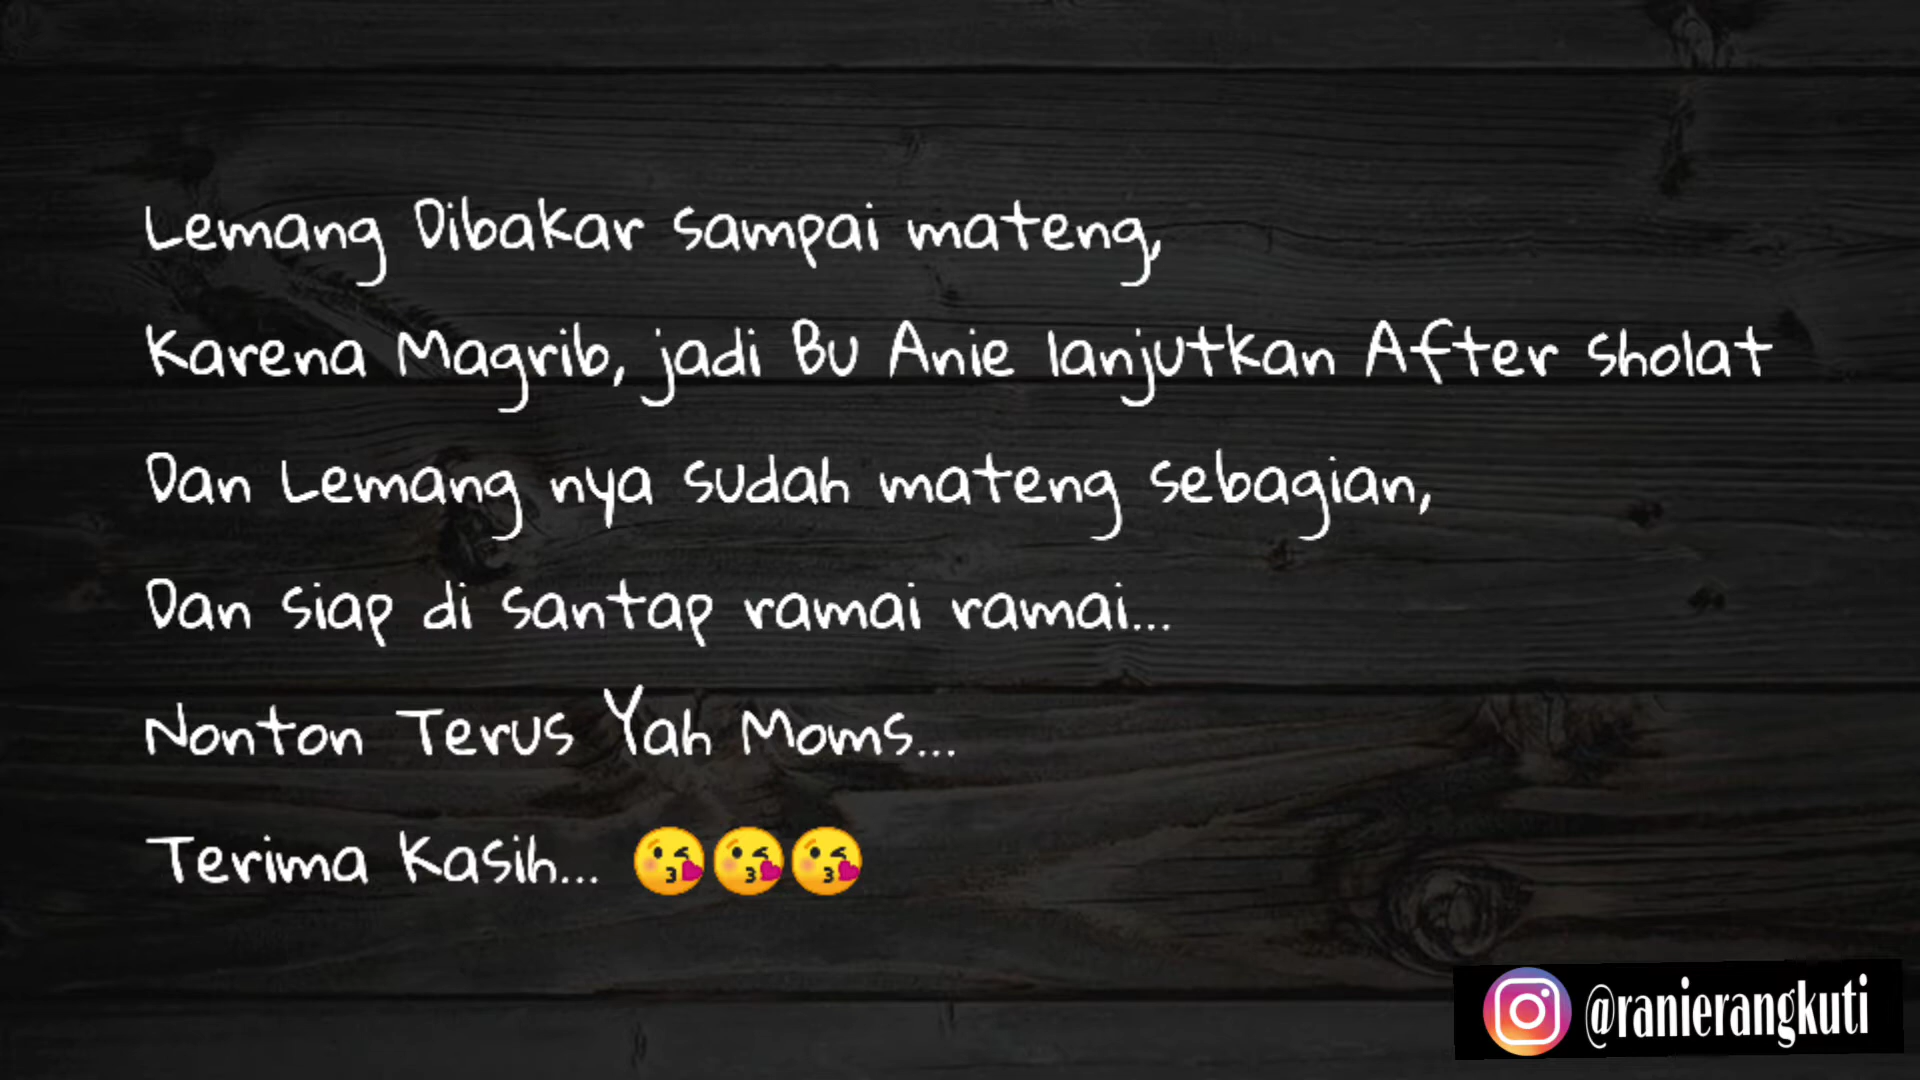 Lemang Dibakar sampai mateng,
Karena Magrib, jadi Bu Anie lanjutkan After Sholat
Dan Lemang nya sudah mateng sebagian,
Dan siap di santap ramai ramai...
Nonton Terus Yah Moms...
Terima Kasih... 😘😘😘
@ranierangkuti